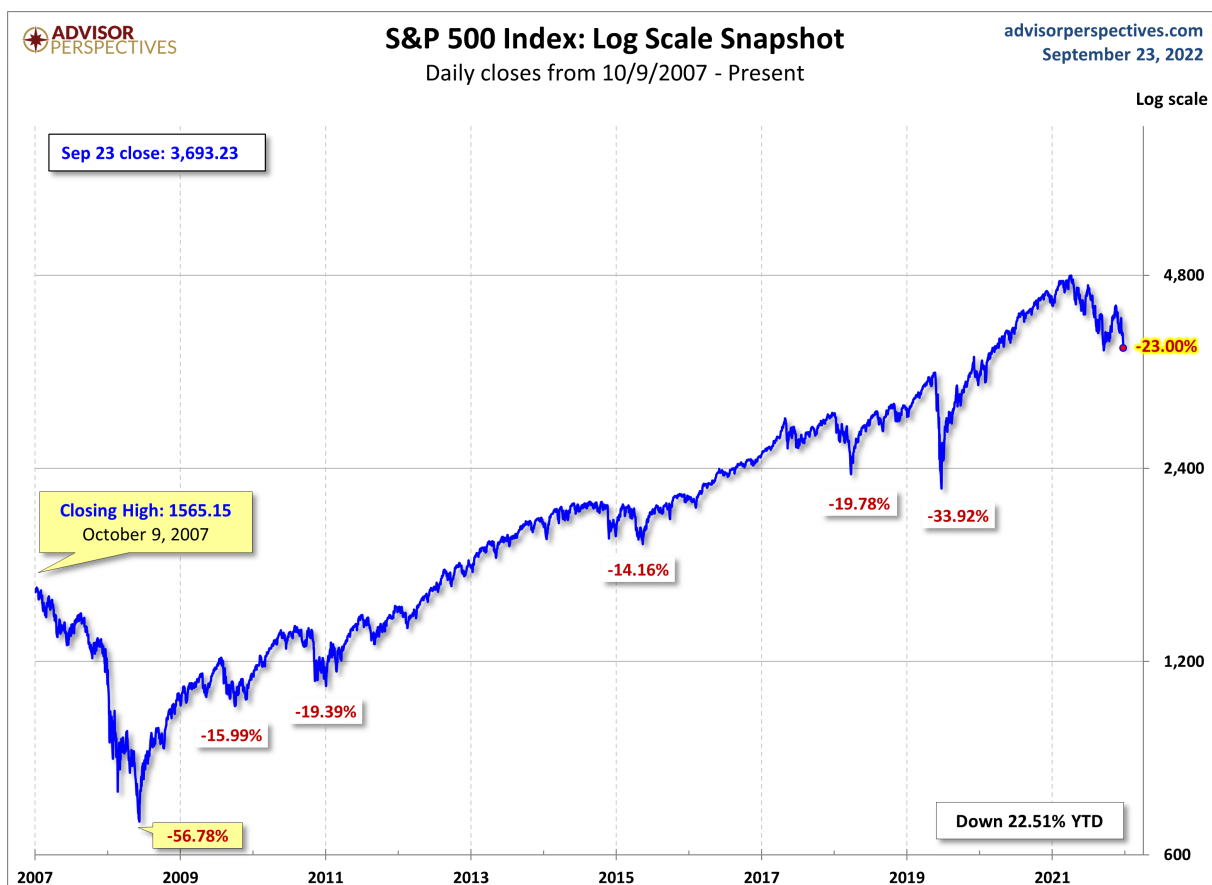 ADVISOR
PERSPECTIVES
S&P 500 Index: Log Scale Snapshot
Daily closes from 10/9/2007 - Present
advisorperspectives.com
September 23, 2022
Log scale
Sep 23 close: 3,693.23
4,800
-23.00%
2,400
-19.78%
-33.92%
Closing High: 1565.15
October 9, 2007
-14.16%
1,200
-19.39%
-15.99%
-56.78%
Down 22.51% YTD
600
2007 2009 2011 2013 2015 2017 2019 2021